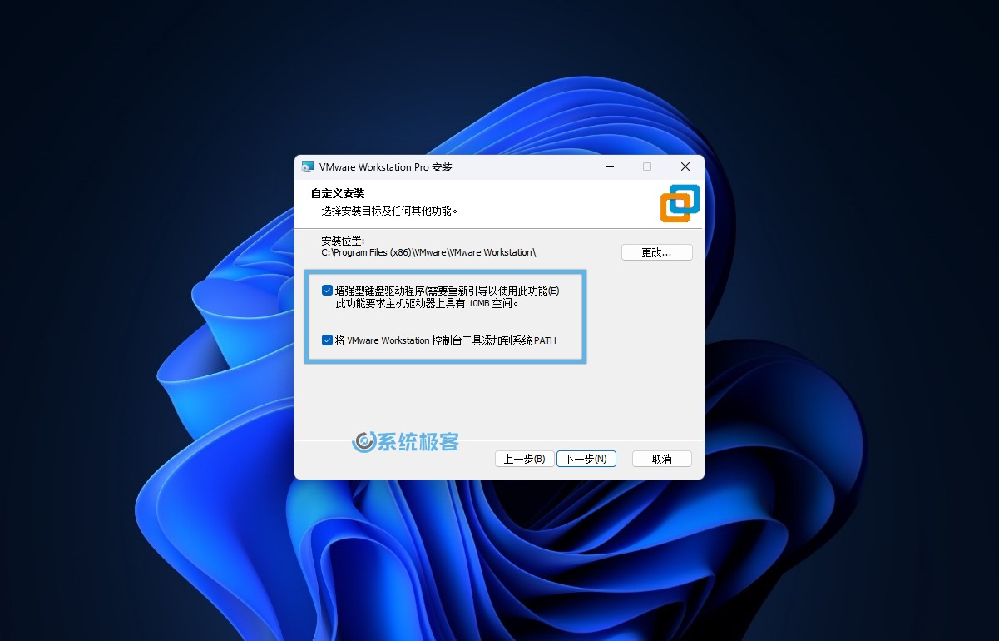 VMware Workstation Pro 安装
自定义安装
选择安装目标及任何其他功能。
安装位置:
C:\Program Files (x86)\VMware\VMware Workstation\
更改...
增强型键盘驱动程序(需要重新引导以使用此功能(E)
此功能要求主机驱动器上具有 10MB 空间。
将 VMware Workstation 控制台工具添加到系统 PATH
系统极客
上一步(B) 下一步(N) 取消